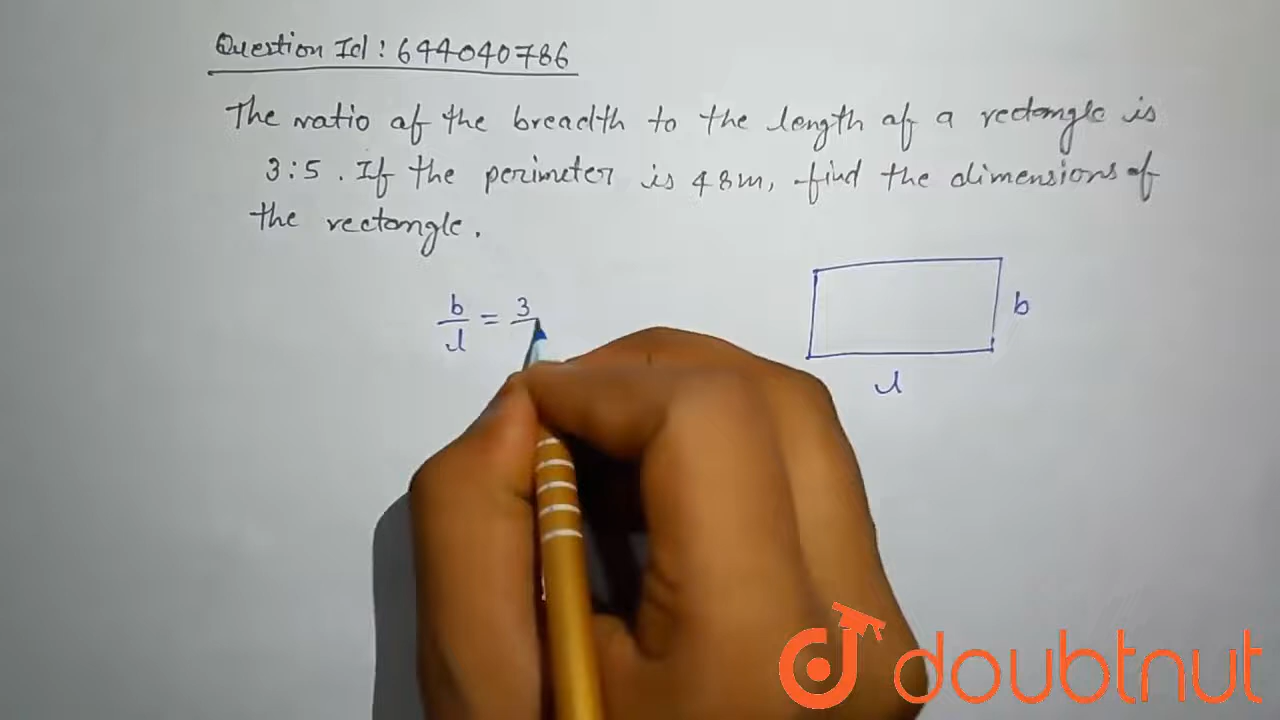 Question Id : 644040786
The ratio of the breadth to the length of a rectangle is
3:5 . If the perimeter is 48m, find the dimensions of
the rectangle.
b/l = 3/
b
l
doubtnut